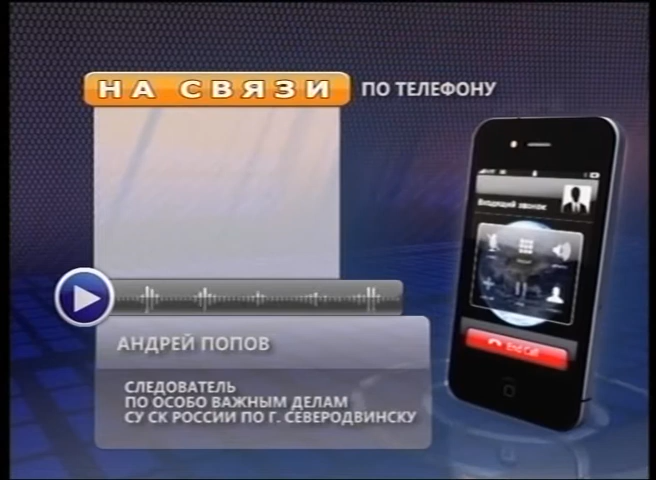 НА СВЯЗИ ПО ТЕЛЕФОНУ
Входящий звонок
End Call
АНДРЕЙ ПОПОВ
СЛЕДОВАТЕЛЬ
ПО ОСОБО ВАЖНЫМ ДЕЛАМ
СУ СК РОССИИ ПО Г. СЕВЕРОДВИНСКУ